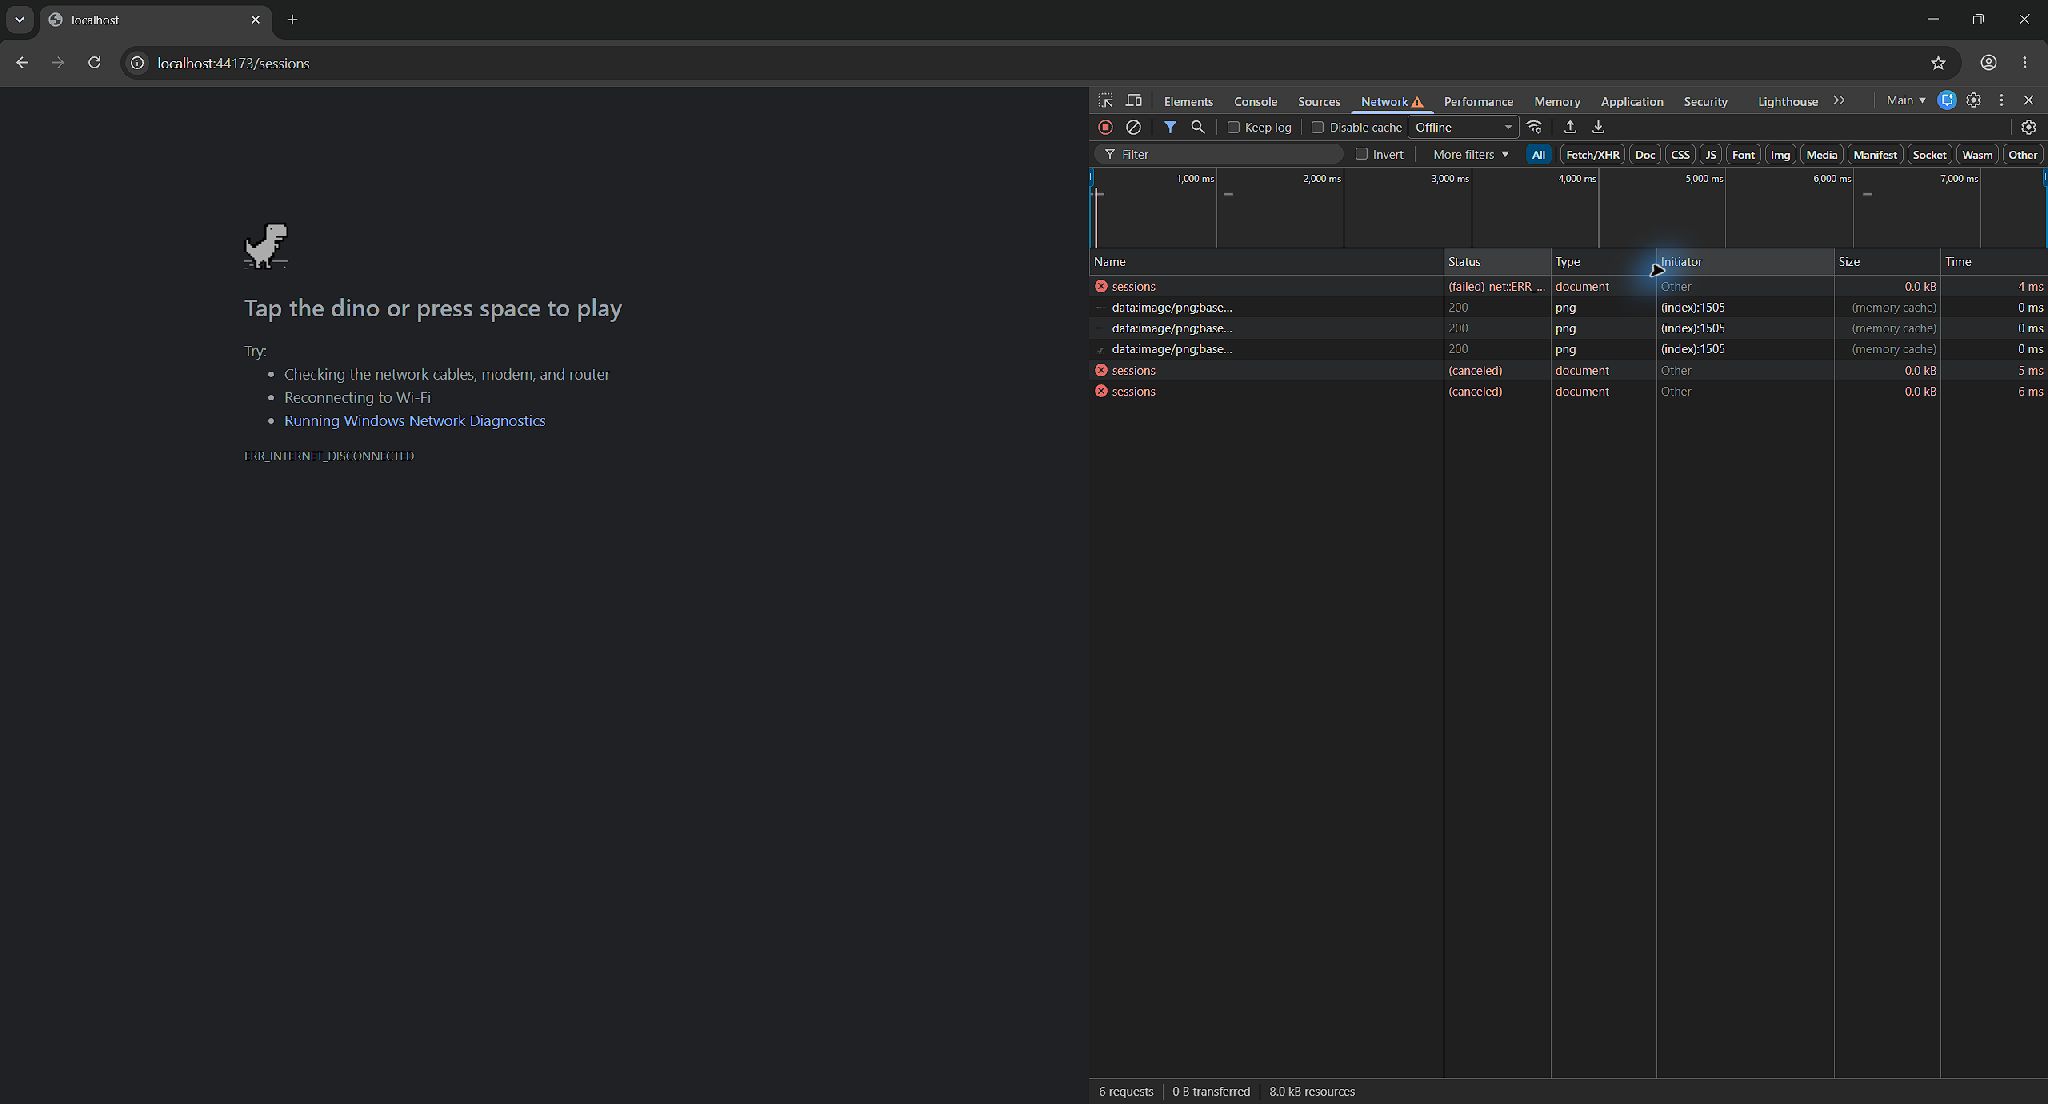 localhost
localhost:44173/sessions
Elements Console Sources Network Performance Memory Application Security Lighthouse Main
Keep log Disable cache Offline
Filter Invert More filters All Fetch/XHR Doc CSS JS Font Img Media Manifest Socket Wasm Other
1,000 ms 2,000 ms 3,000 ms 4,000 ms 5,000 ms 6,000 ms 7,000 ms
Name Status Type Initiator Size Time
sessions (failed) net::ERR_... document Other 0.0 kB 4 ms
data:image/png;base... 200 png (index):1505 (memory cache) 0 ms
data:image/png;base... 200 png (index):1505 (memory cache) 0 ms
data:image/png;base... 200 png (index):1505 (memory cache) 0 ms
sessions (canceled) document Other 0.0 kB 5 ms
sessions (canceled) document Other 0.0 kB 6 ms
6 requests 0 B transferred 8.0 kB resources
Tap the dino or press space to play
Try:
• Checking the network cables, modem, and router
• Reconnecting to Wi-Fi
• Running Windows Network Diagnostics
ERR_INTERNET_DISCONNECTED